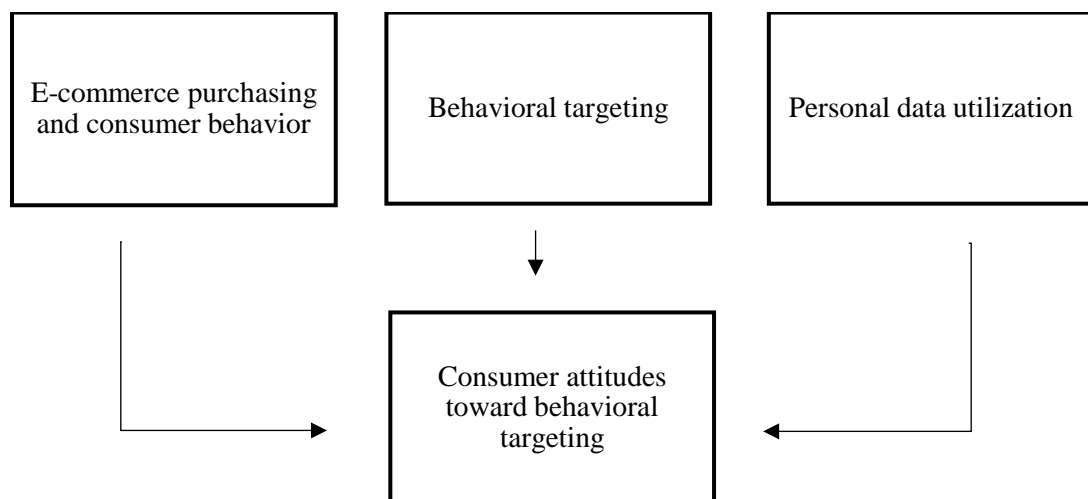 E-commerce purchasing
and consumer behavior
Behavioral targeting
Personal data utilization
Consumer attitudes
toward behavioral
targeting